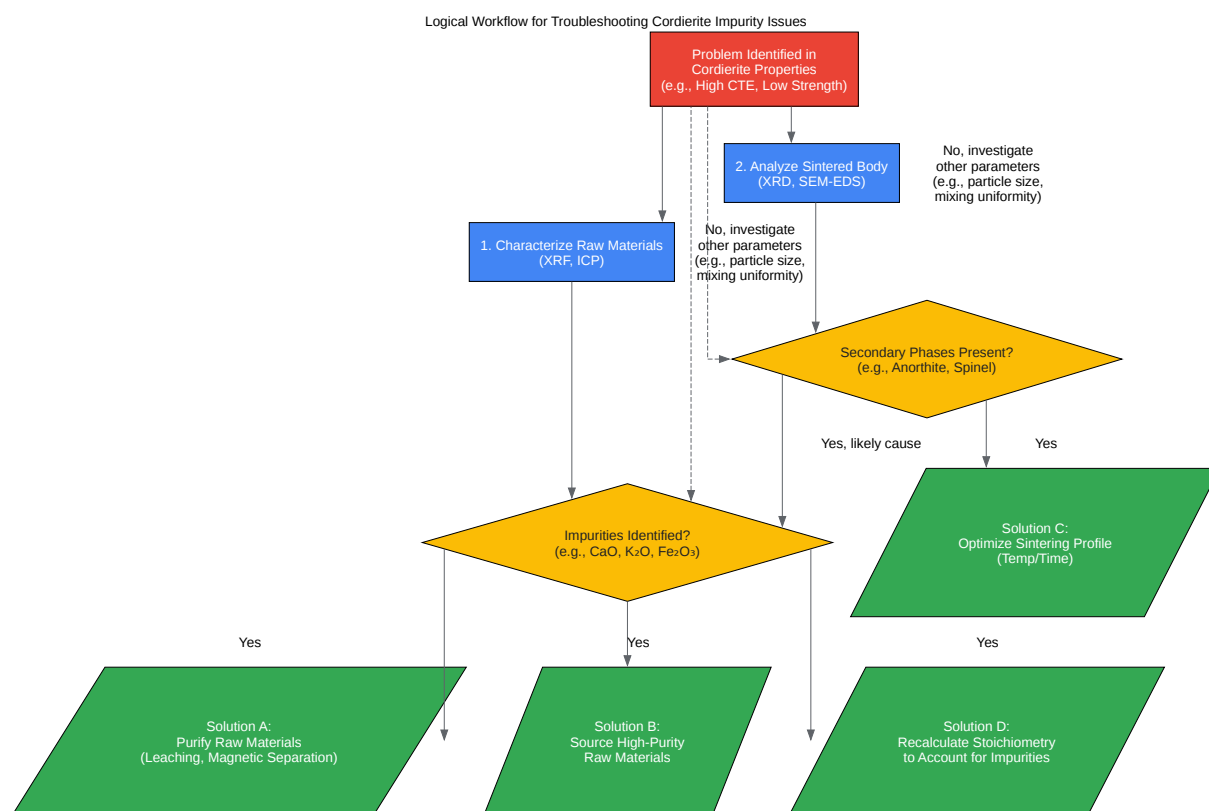 Logical Workflow for Troubleshooting Cordierite Impurity Issues
Problem Identified in
Cordierite Properties
(e.g., High CTE, Low Strength)
2. Analyze Sintered Body
(XRD, SEM-EDS)
No, investigate
other parameters
(e.g., particle size,
mixing uniformity)
1. Characterize Raw Materials
(XRF, ICP)
No, investigate
other parameters
(e.g., particle size,
mixing uniformity)
Secondary Phases Present?
(e.g., Anorthite, Spinel)
Yes, likely cause
Yes
Impurities Identified?
(e.g., CaO, K₂O, Fe₂O₃)
Solution C:
Optimize Sintering Profile
(Temp/Time)
Yes
Yes
Yes
Solution A:
Purify Raw Materials
(Leaching, Magnetic Separation)
Solution B:
Source High-Purity
Raw Materials
Solution D:
Recalculate Stoichiometry
to Account for Impurities